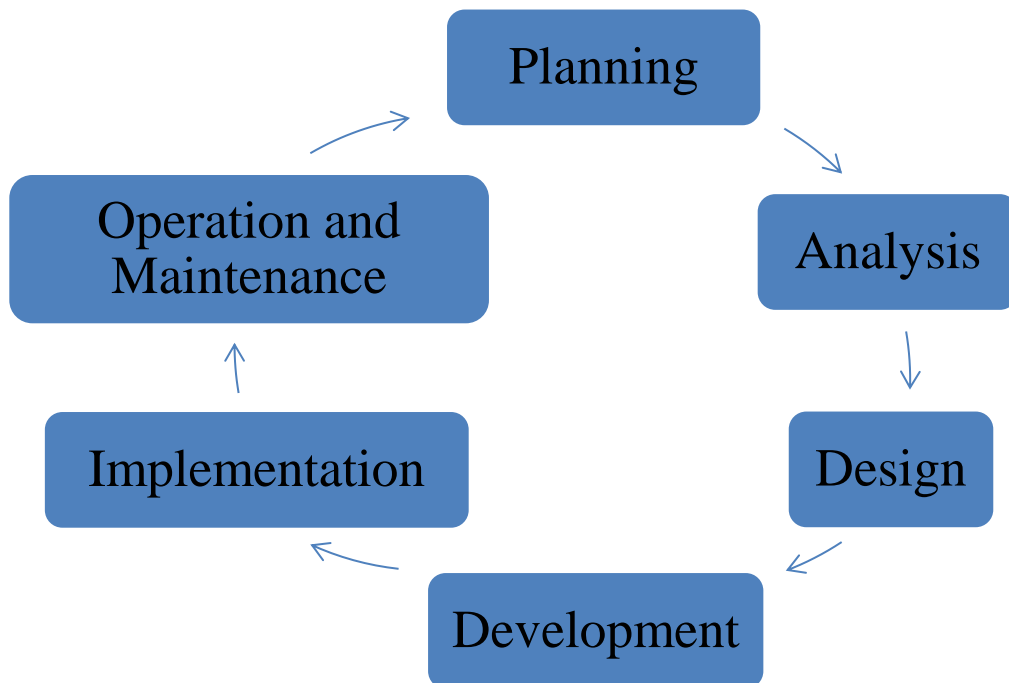 Planning
Analysis
Design
Development
Implementation
Operation and
Maintenance